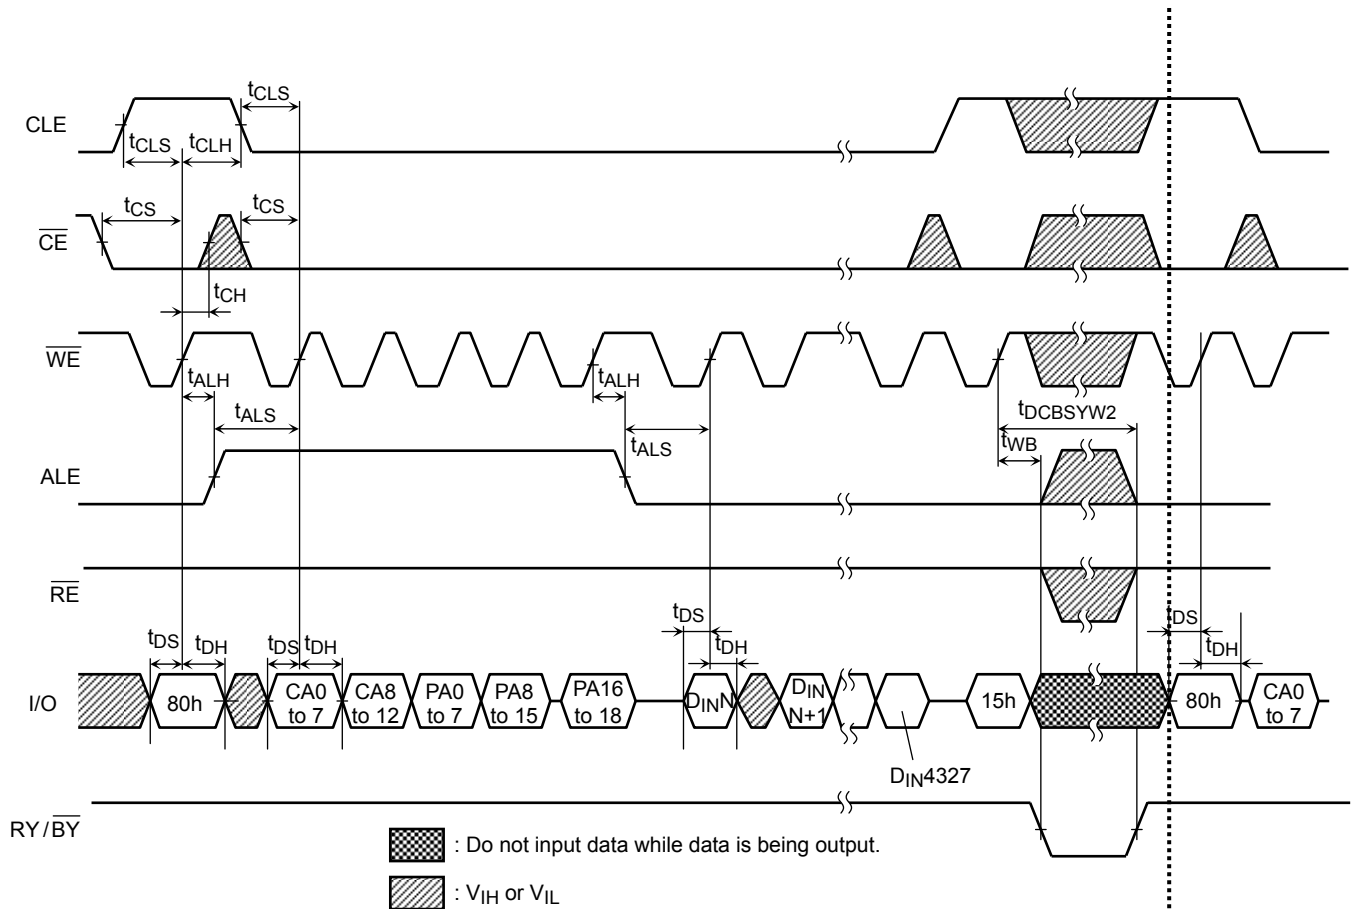 tCLS
CLE
tCLS
tCLH
tCS
tCS
CE
tCH
WE
tALH
tALH
tALS
tALS
tDCBSYW2
tWB
ALE
RE
tDS
tDH
tDS
tDH
tDS
tDH
tDS
tDH
I/O
80h
CA0
to 7
CA8
to 12
PA0
to 7
PA8
to 15
PA16
to 18
DINN
DIN
N+1
15h
80h
CA0
to 7
DIN4327
RY/BY
: Do not input data while data is being output.
: VIH or VIL